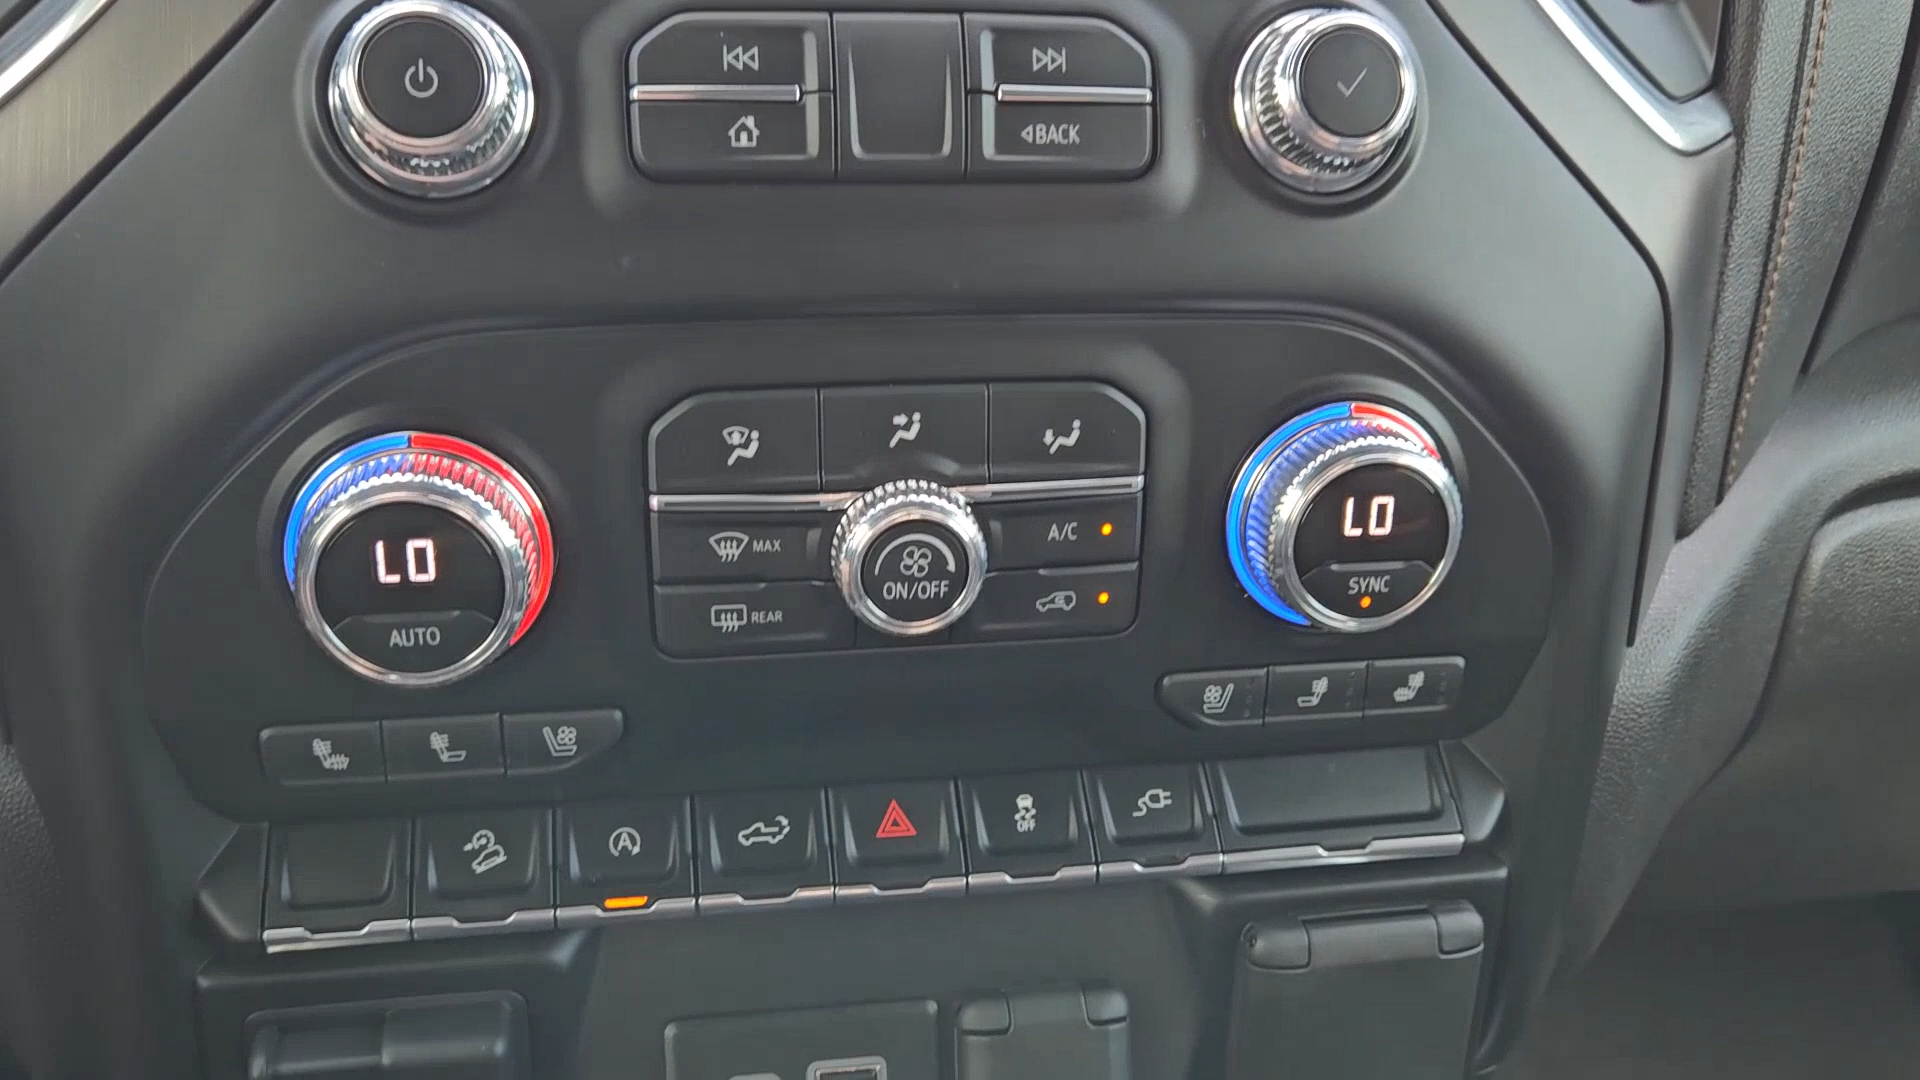 BACK
LO
AUTO
MAX
REAR
ON/OFF
A/C
LO
SYNC
A
OFF